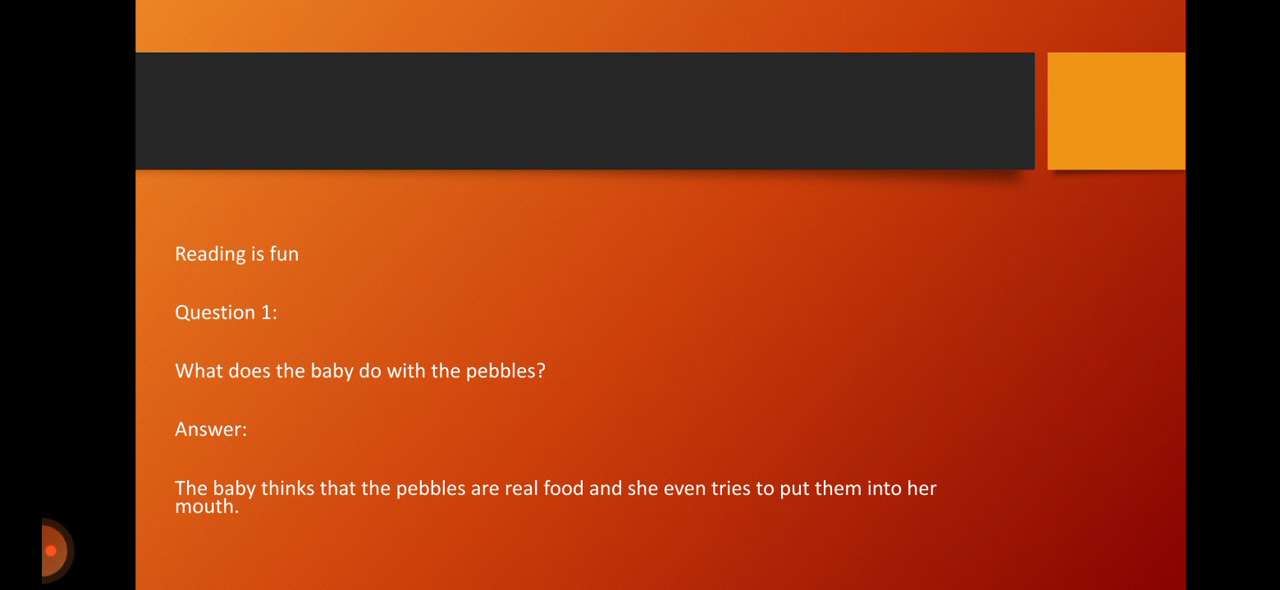 Reading is fun
Question 1:
What does the baby do with the pebbles?
Answer:
The baby thinks that the pebbles are real food and she even tries to put them into her
mouth.